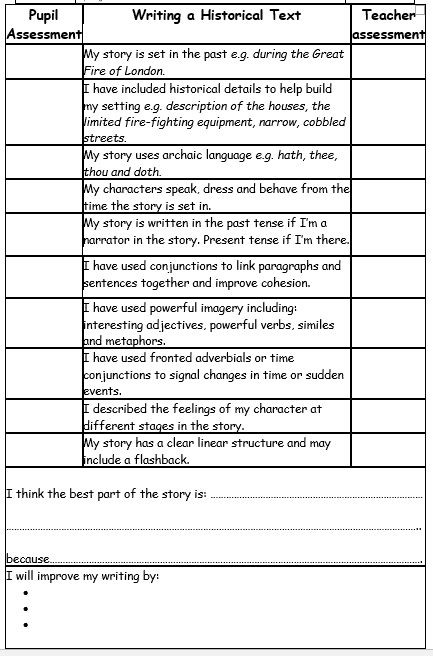 Pupil Assessment
Writing a Historical Text
Teacher assessment
My story is set in the past e.g. during the Great
Fire of London.
I have included historical details to help build
my setting e.g. description of the houses, the
limited fire-fighting equipment, narrow, cobbled
streets.
My story uses archaic language e.g. hath, thee,
thou and doth.
My characters speak, dress and behave from the
time the story is set in.
My story is written in the past tense if I'm a
narrator in the story. Present tense if I'm there.
I have used conjunctions to link paragraphs and
sentences together and improve cohesion.
I have used powerful imagery including:
interesting adjectives, powerful verbs, similes
and metaphors.
I have used fronted adverbials or time
conjunctions to signal changes in time or sudden
events.
I described the feelings of my character at
different stages in the story.
My story has a clear linear structure and may
include a flashback.
I think the best part of the story is: ..................................................
..................................................
because..................................................
I will improve my writing by:
•
•
•